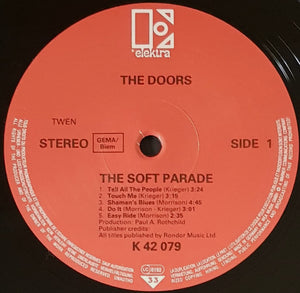 E
elektra
THE DOORS
TWEN
STEREO
GEMA/
Biem
SIDE 1
THE SOFT PARADE
1. Tell All The People (Krieger) 3:24
2. Touch Me (Krieger) 3:15
3. Shaman's Blues (Morrison) 4:45
4. Do It (Morrison - Krieger) 3:01
5. Easy Ride (Morrison) 2:35
Production: Paul A. Rothchild
Publisher credits:
All titles published by Rondor Music Ltd.
K 42 079
33